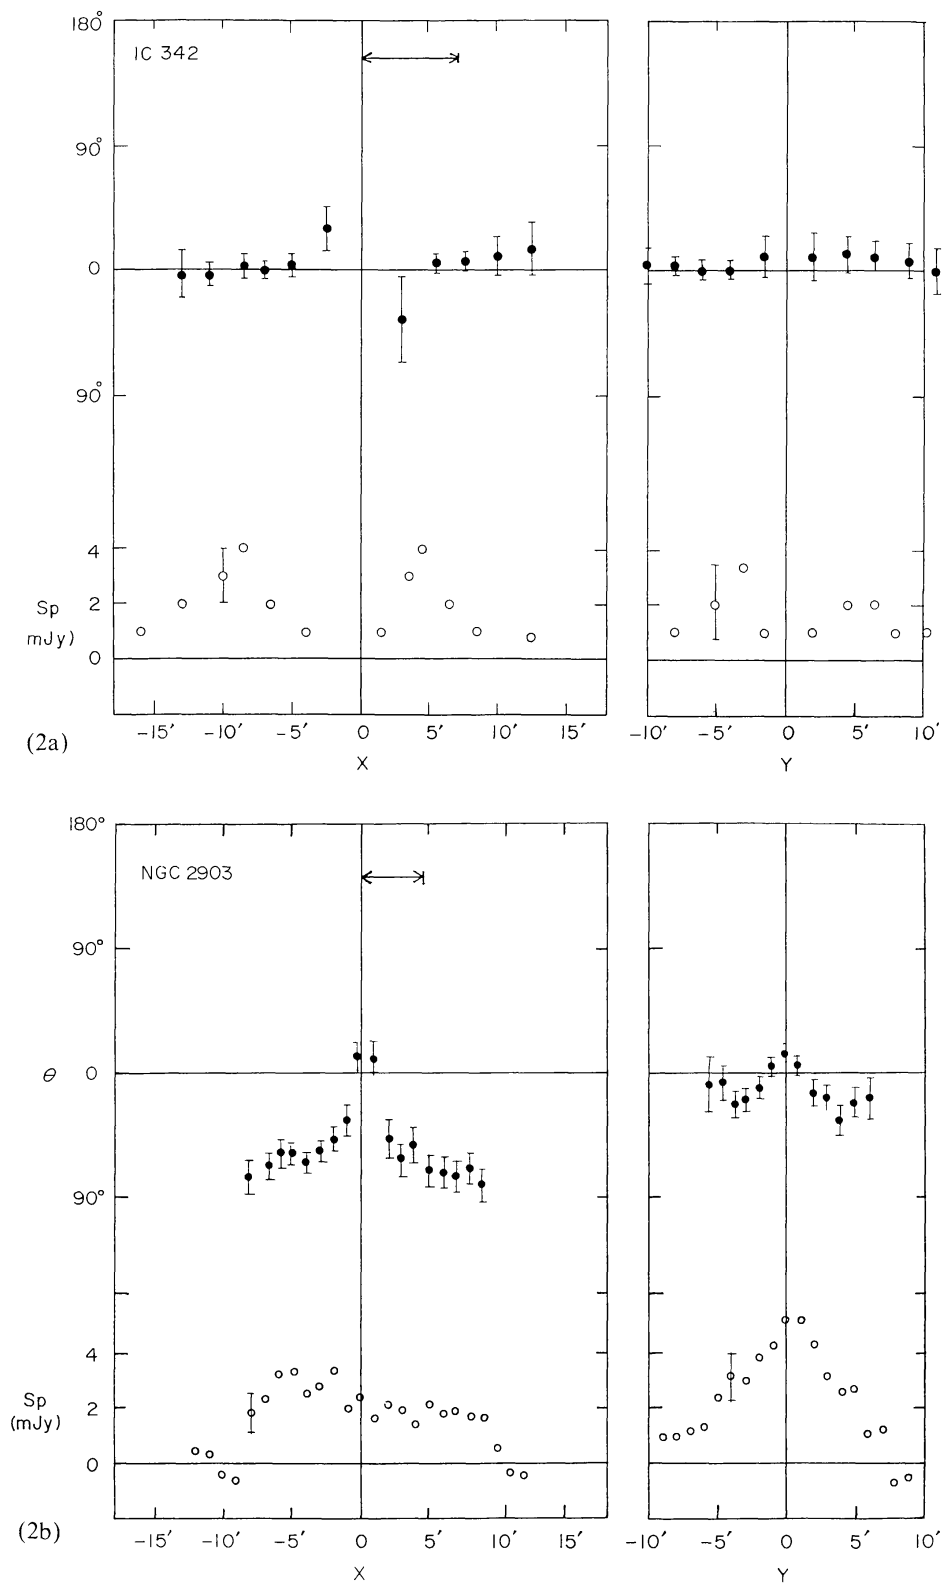 180°
IC 342
90°
0
90°
4
Sp 2
mJy)
0
-15′ -10′ -5′ 0 5′ 10′ 15′ -10′ -5′ 0 5′ 10′
(2a)
X Y
180°
NGC 2903
90°
θ 0
90°
4
Sp 2
(mJy)
0
-15′ -10′ -5′ 0 5′ 10′ 15′ -10′ -5′ 0 5′ 10′
(2b)
X Y